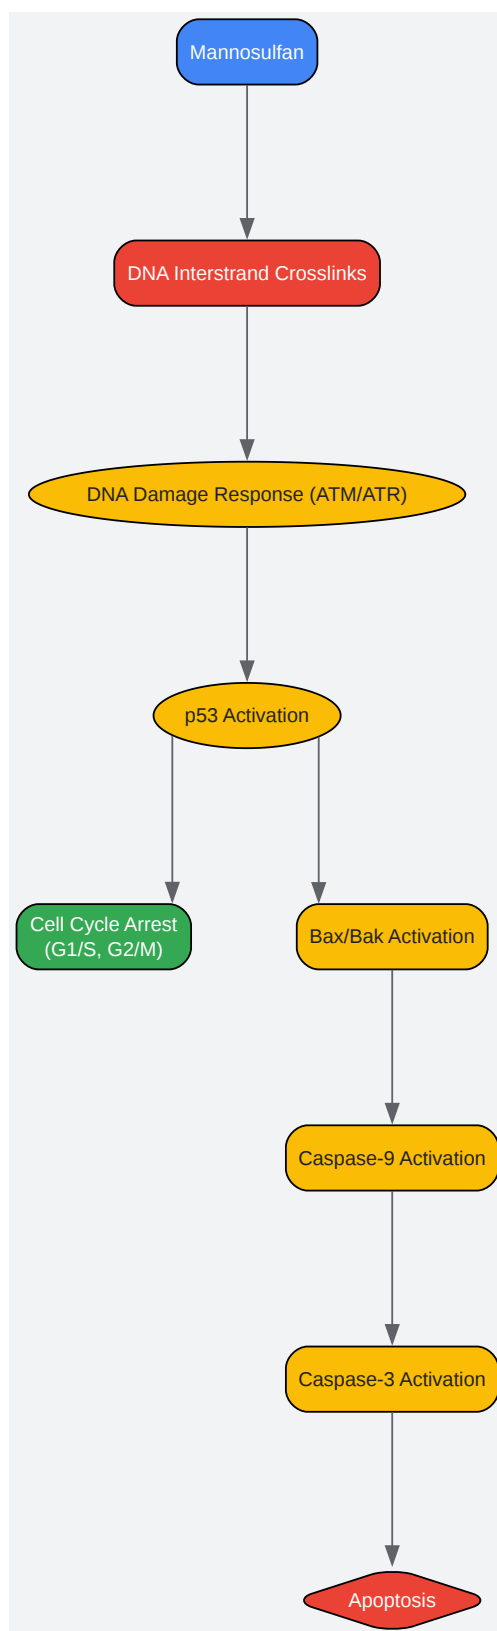 Mannosulfan
DNA Interstrand Crosslinks
DNA Damage Response (ATM/ATR)
p53 Activation
Cell Cycle Arrest
(G1/S, G2/M)
Bax/Bak Activation
Caspase-9 Activation
Caspase-3 Activation
Apoptosis